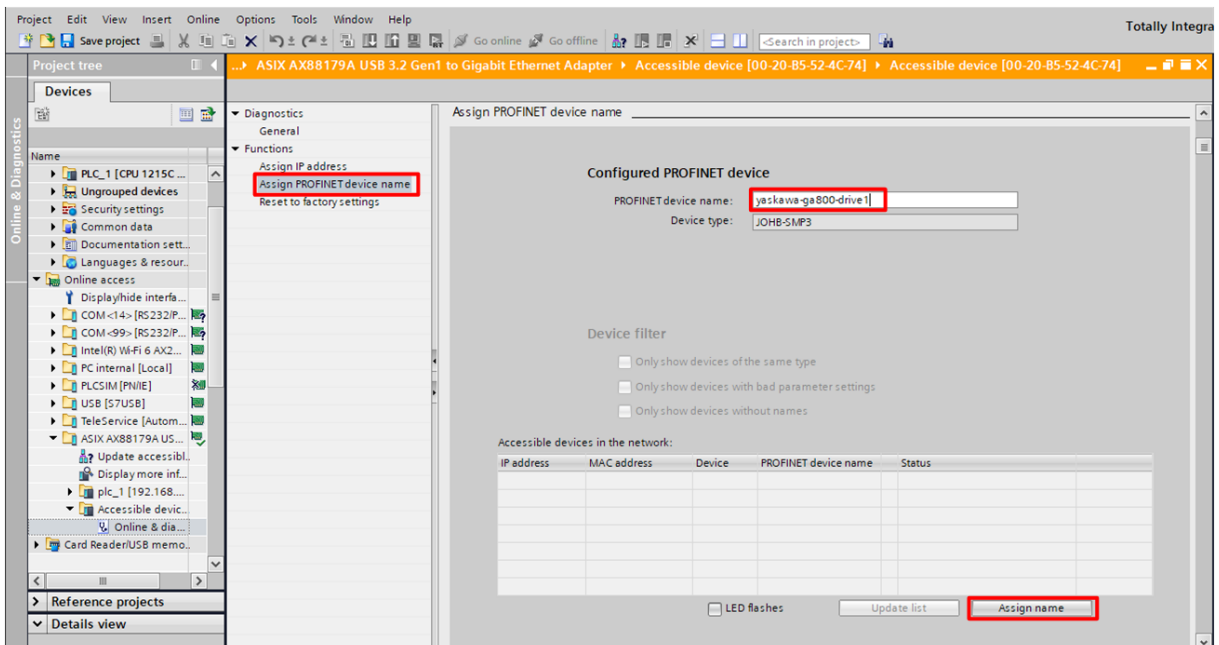 Project Edit View Insert Online Options Tools Window Help
Totally Integra
Save project Go online Go offline <Search in project>
Project tree
...▸ ASIX AX88179A USB 3.2 Gen1 to Gigabit Ethernet Adapter ▸ Accessible device [00-20-B5-52-4C-74] ▸ Accessible device [00-20-B5-52-4C-74]
Devices
Online & Diagnostics
Name
PLC_1 [CPU 1215C ...
Ungrouped devices
Security settings
Common data
Documentation sett...
Languages & resour...
Online access
Display/hide interfa...
COM <14> [RS232/P...
COM <99> [RS232/P...
Intel(R) Wi-Fi 6 AX2...
PC internal [Local]
PLCSIM [PN/IE]
USB [S7USB]
TeleService [Autom...
ASIX AX88179A US...
Update accessibl...
Display more inf...
plc_1 [192.168....
Accessible devic...
Online & dia...
Card Reader/USB memo...
Reference projects
Details view
Diagnostics
General
Functions
Assign IP address
Assign PROFINET device name
Reset to factory settings
Assign PROFINET device name
Configured PROFINET device
PROFINET device name: yaskawa-ga800-drive1
Device type: JOHB-SMP3
Device filter
Only show devices of the same type
Only show devices with bad parameter settings
Only show devices without names
Accessible devices in the network:
IP address MAC address Device PROFINET device name Status
LED flashes Update list Assign name